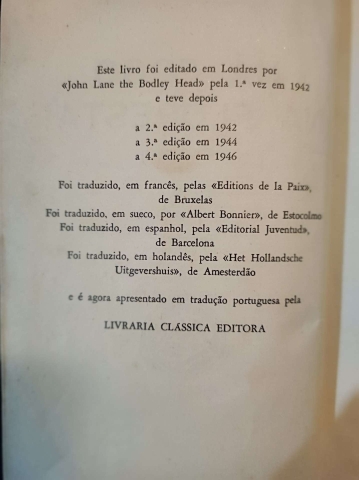 Este livro foi editado em Londres por
«John Lane the Bodley Head» pela 1.ª vez em 1942
e teve depois
a 2.ª edição em 1942
a 3.ª edição em 1944
a 4.ª edição em 1946
Foi traduzido, em francês, pelas «Editions de la Paix»,
de Bruxelas
Foi traduzido, em sueco, por «Albert Bonnier», de Estocolmo
Foi traduzido, em espanhol, pela «Editorial Juventud»,
de Barcelona
Foi traduzido, em holandês, pela «Het Hollandsche
Uitgevershuis», de Amesterdão
e é agora apresentado em tradução portuguesa pela
LIVRARIA CLÁSSICA EDITORA